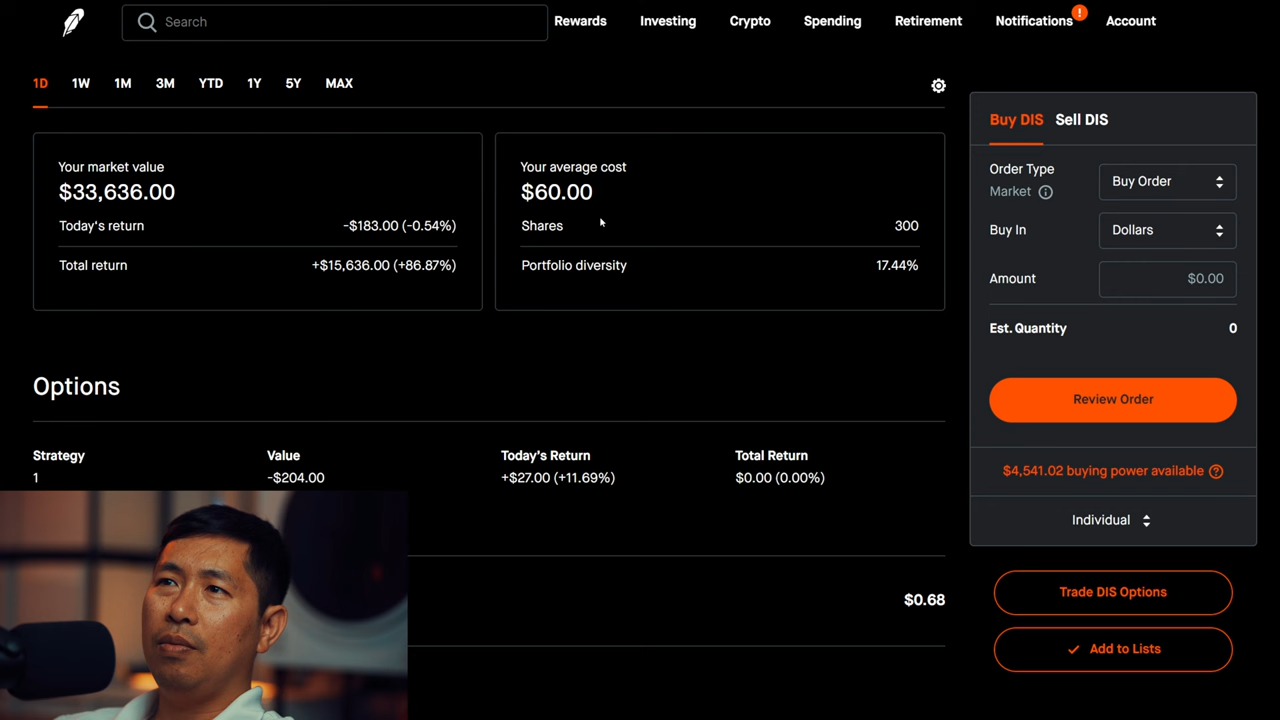 Search
Rewards Investing Crypto Spending Retirement Notifications ! Account
1D 1W 1M 3M YTD 1Y 5Y MAX
Your market value
$33,636.00
Today's return -$183.00 (-0.54%)
Total return +$15,636.00 (+86.87%)
Your average cost
$60.00
Shares 300
Portfolio diversity 17.44%
Buy DIS Sell DIS
Order Type
Market
Buy Order
Buy In Dollars
Amount $0.00
Est. Quantity 0
Review Order
$4,541.02 buying power available
Individual
Trade DIS Options
Add to Lists
Options
Strategy Value Today's Return Total Return
1 -$204.00 +$27.00 (+11.69%) $0.00 (0.00%)
$0.68